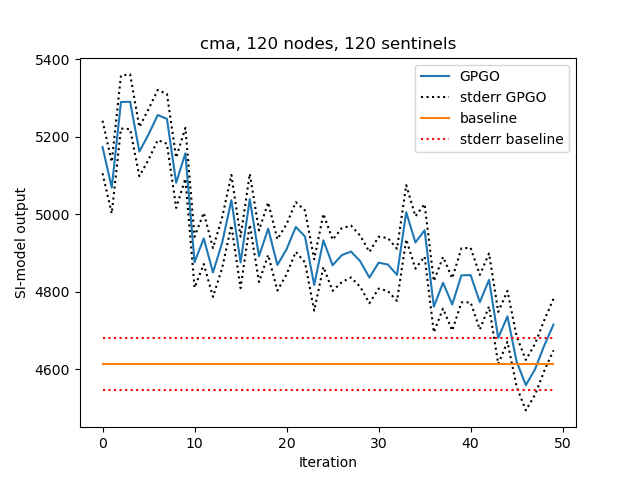 cma, 120 nodes, 120 sentinels
5400
5200
5000
4800
4600
SI-model output
GPGO
stderr GPGO
baseline
stderr baseline
0
10
20
30
40
50
Iteration